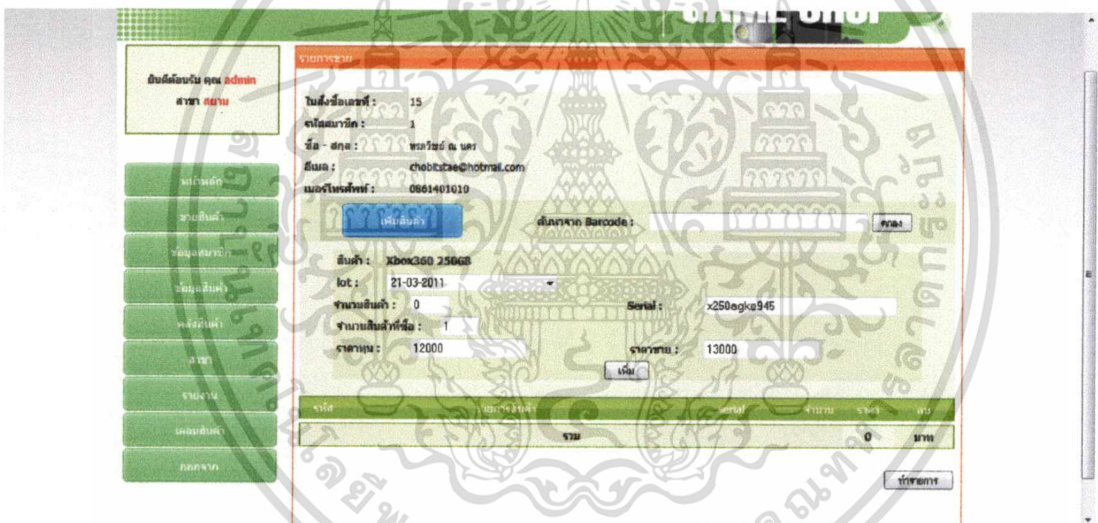 GAME SHOP
ยินดีต้อนรับ คุณ admin
สาขา สยาม
หน้าหลัก
ขายสินค้า
ข้อมูลสมาชิก
ข้อมูลสินค้า
คลังสินค้า
สาขา
รายงาน
เคลมสินค้า
ออกจาก
รายการขาย
ใบสั่งซื้อเลขที่ : 15
รหัสสมาชิก : 1
ชื่อ - สกุล : ณ นคร
อีเมล : chobitstae@hotmail.com
เบอร์โทรศัพท์ : 0861401010
เพิ่มสินค้า ค้นหาจาก Barcode : ตกลง
สินค้า : Xbox360 250GB
lot : 21-03-2011
จำนวนสินค้า : 0 Serial : x250agka945
จำนวนสินค้าที่ซื้อ : 1
ราคาทุน : 12000 ราคาขาย : 13000
เพิ่ม
รหัส รายการสินค้า serial จำนวน ราคา ลบ
รวม 0 บาท
ทำรายการ